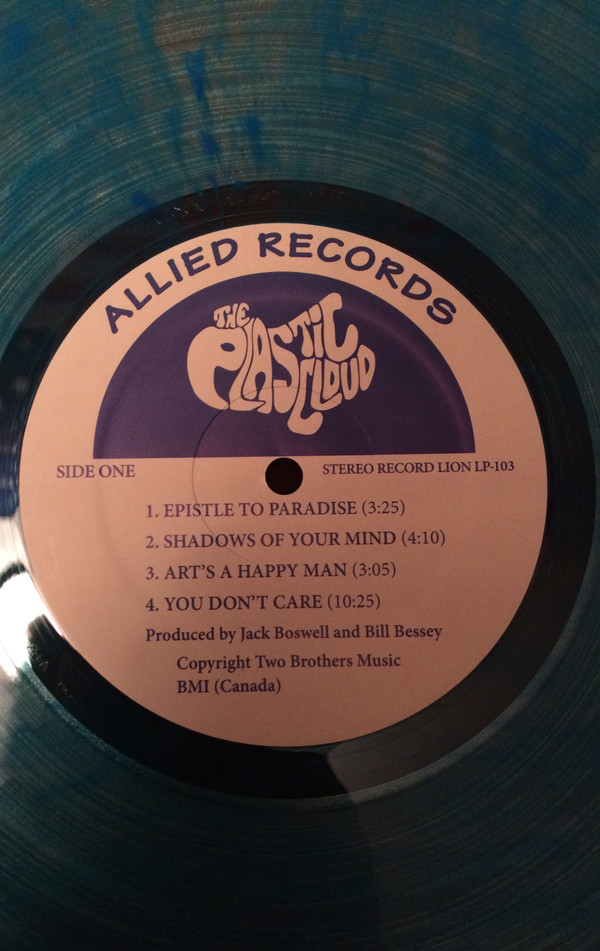 ALLIED RECORDS
THE
PLASTIC
CLOUD
SIDE ONE
STEREO RECORD LION LP-103
1. EPISTLE TO PARADISE (3:25)
2. SHADOWS OF YOUR MIND (4:10)
3. ART'S A HAPPY MAN (3:05)
4. YOU DON'T CARE (10:25)
Produced by Jack Boswell and Bill Bessey
Copyright Two Brothers Music
BMI (Canada)